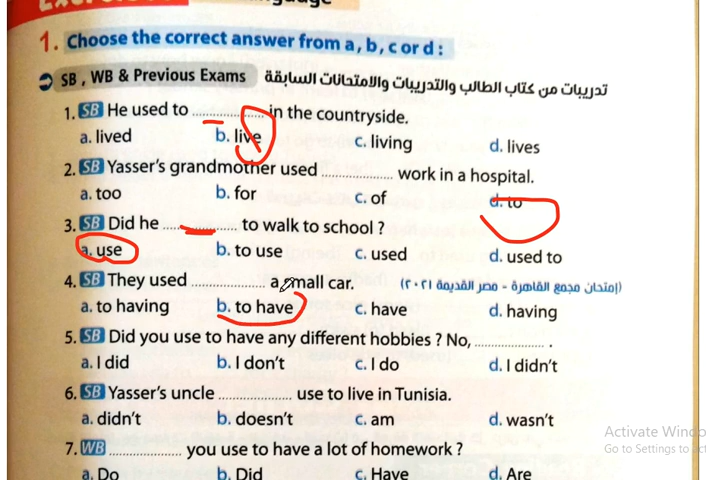 1. Choose the correct answer from a, b, c or d :
SB , WB & Previous Exams تدريبات من كتاب الطالب والتدريبات والامتحانات السابقة
1. SB He used to .................. in the countryside.
a. lived b. live c. living d. lives
2. SB Yasser's grandmother used .................. work in a hospital.
a. too b. for c. of d. to
3. SB Did he .................. to walk to school ?
a. use b. to use c. used d. used to
4. SB They used .................. a small car. (إمتحان مجمع القاهرة - مصر القديمة ٢٠٢١)
a. to having b. to have c. have d. having
5. SB Did you use to have any different hobbies ? No, .................. .
a. I did b. I don't c. I do d. I didn't
6. SB Yasser's uncle .................. use to live in Tunisia.
a. didn't b. doesn't c. am d. wasn't
7. WB .................. you use to have a lot of homework ?
a. Do b. Did c. Have d. Are
Activate Windo
Go to Settings to act